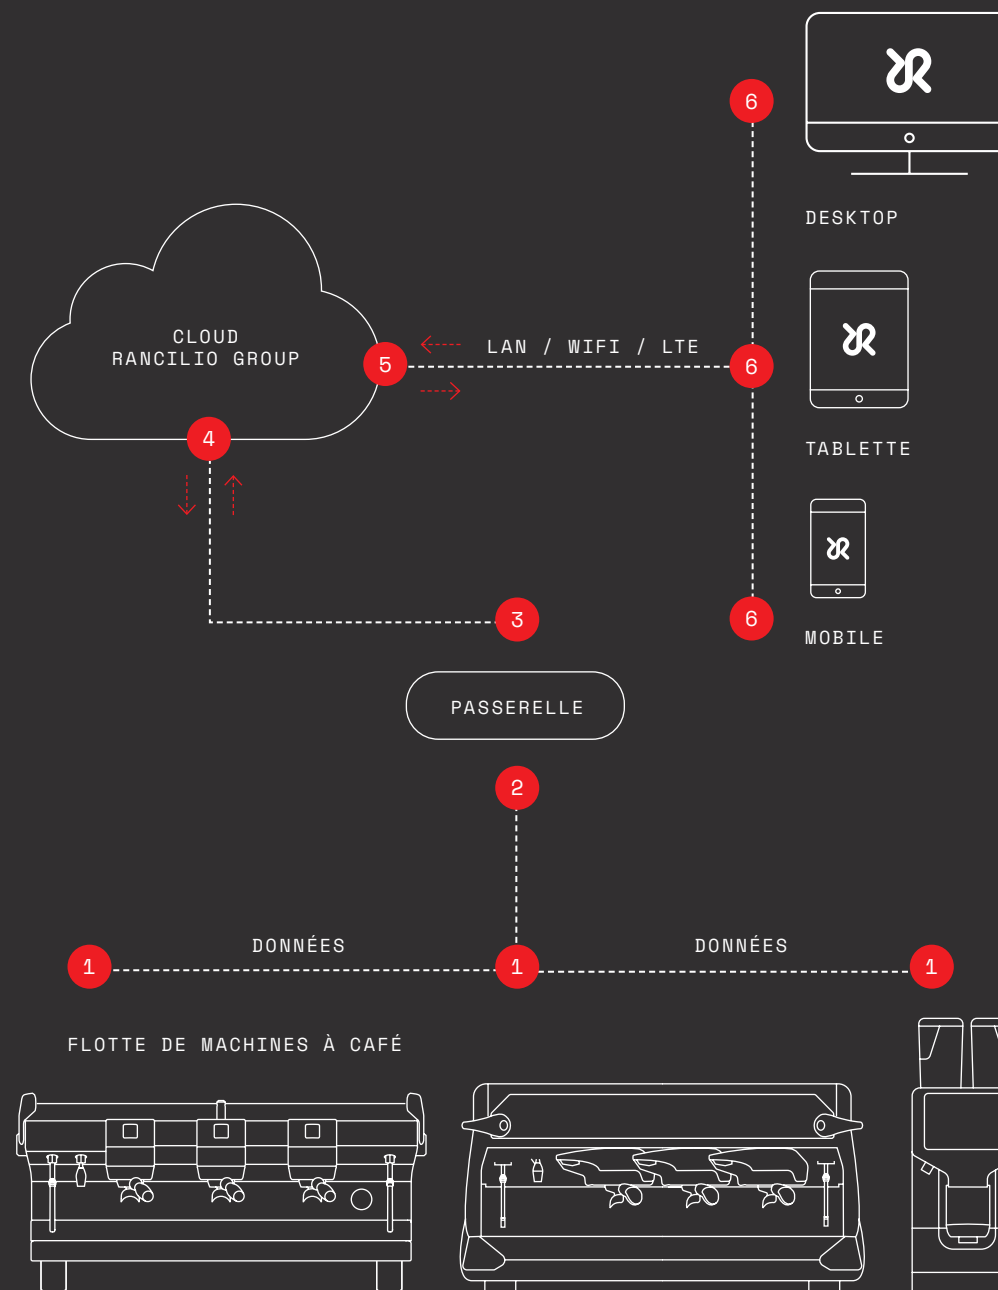 6
DESKTOP
CLOUD
RANCILIO GROUP
5
LAN / WIFI / LTE
6
4
TABLETTE
3
6
MOBILE
PASSERELLE
2
DONNÉES
DONNÉES
1
1
1
FLOTTE DE MACHINES À CAFÉ